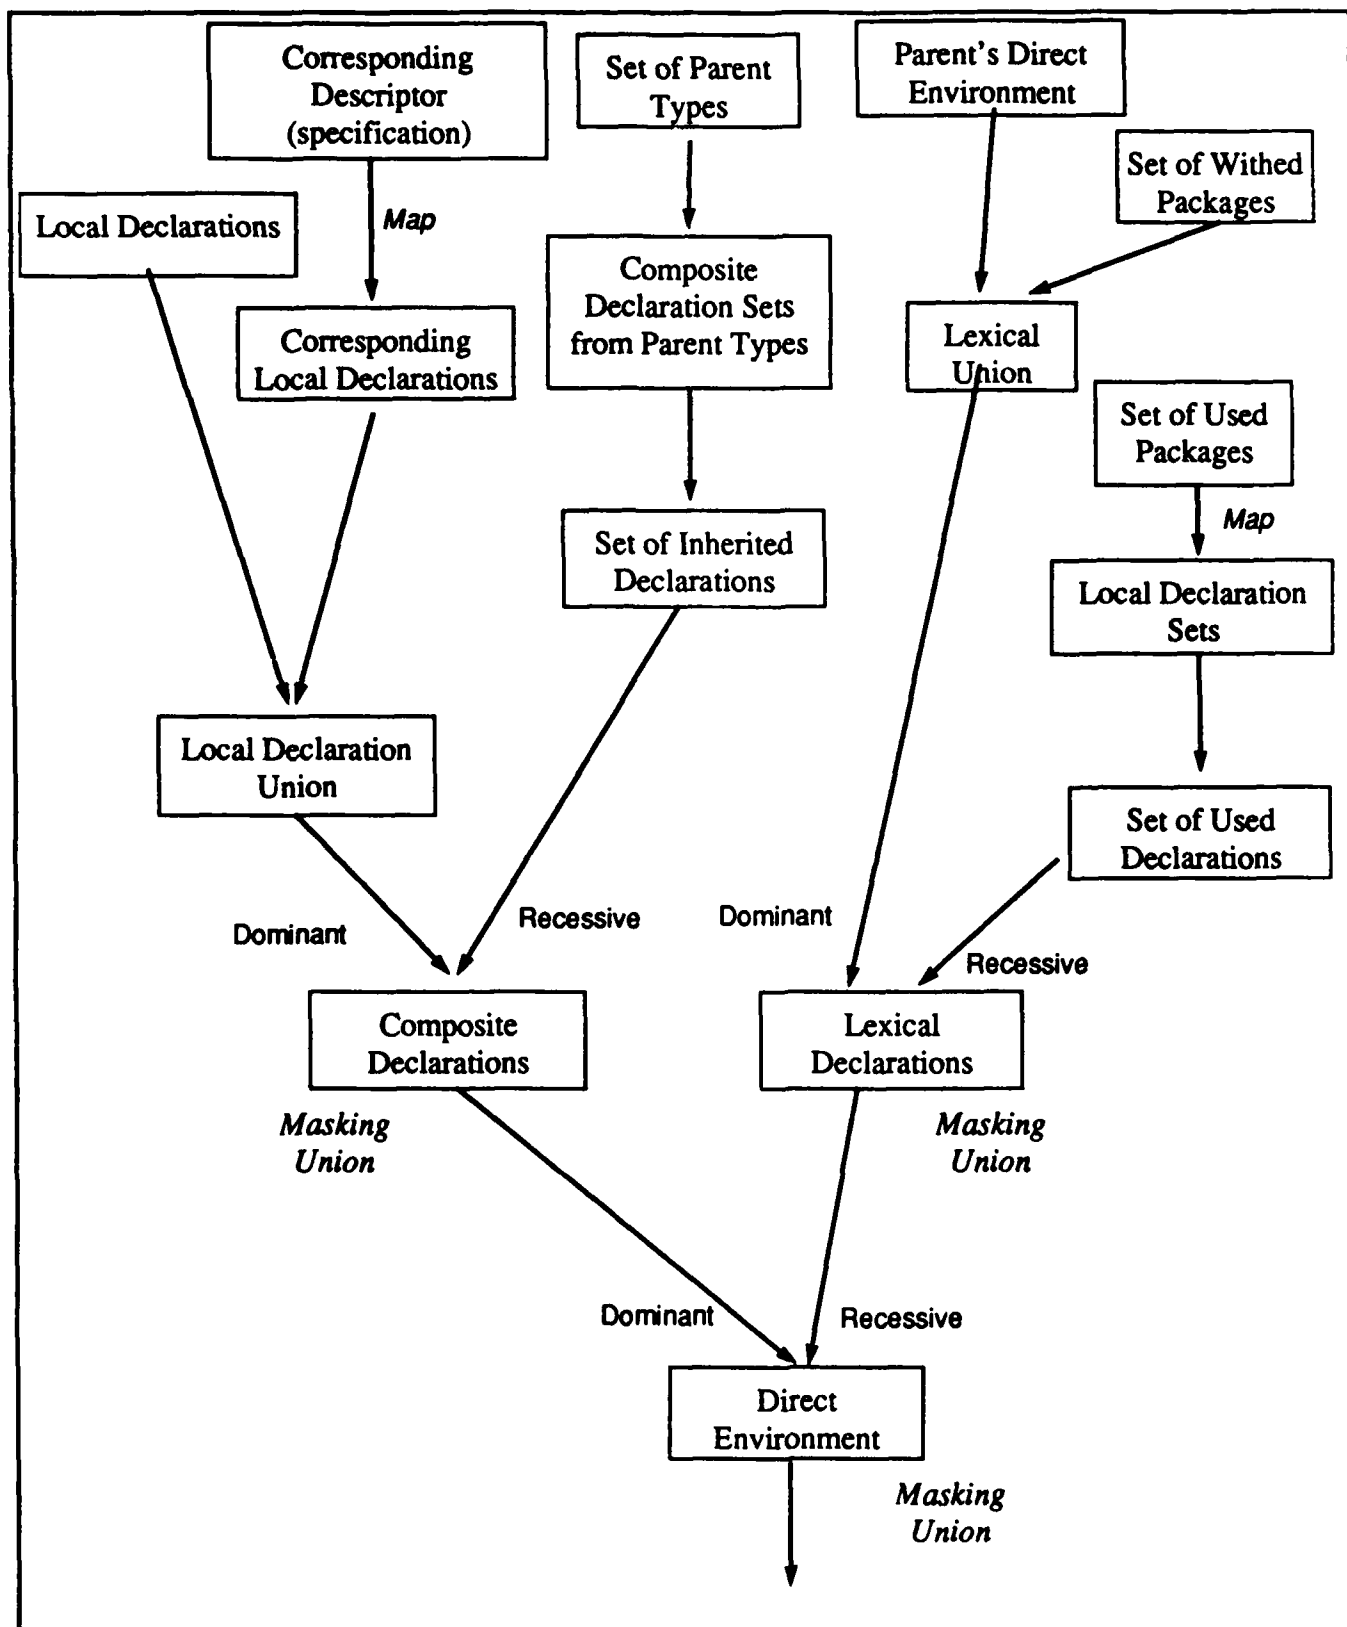 Corresponding
Descriptor
(specification)
Set of Parent
Types
Parent's Direct
Environment
Set of Withed
Packages
Local Declarations
Map
Composite
Declaration Sets
from Parent Types
Corresponding
Local Declarations
Lexical
Union
Set of Used
Packages
Map
Set of Inherited
Declarations
Local Declaration
Sets
Local Declaration
Union
Set of Used
Declarations
Dominant
Recessive
Dominant
Recessive
Composite
Declarations
Lexical
Declarations
Masking
Union
Masking
Union
Dominant
Recessive
Direct
Environment
Masking
Union